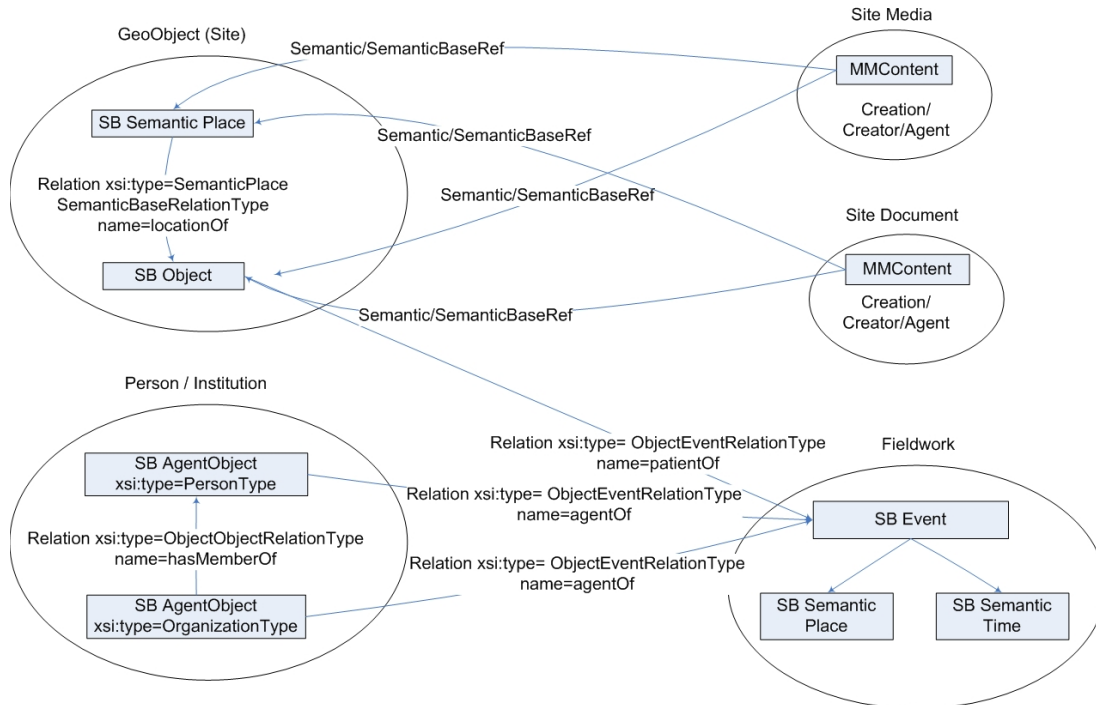 GeoObject (Site)
Site Media
Semantic/SemanticBaseRef
MMContent
Creation/
Creator/Agent
SB Semantic Place
Semantic/SemanticBaseRef
Relation xsi:type=SemanticPlace
SemanticBaseRelationType
name=locationOf
Semantic/SemanticBaseRef
Site Document
SB Object
MMContent
Semantic/SemanticBaseRef
Creation/
Creator/Agent
Person / Institution
Relation xsi:type= ObjectEventRelationType
name=patientOf
Fieldwork
SB AgentObject
xsi:type=PersonType
Relation xsi:type= ObjectEventRelationType
name=agentOf
SB Event
Relation xsi:type=ObjectObjectRelationType
name=hasMemberOf
Relation xsi:type= ObjectEventRelationType
name=agentOf
SB AgentObject
xsi:type=OrganizationType
SB Semantic
Place
SB Semantic
Time